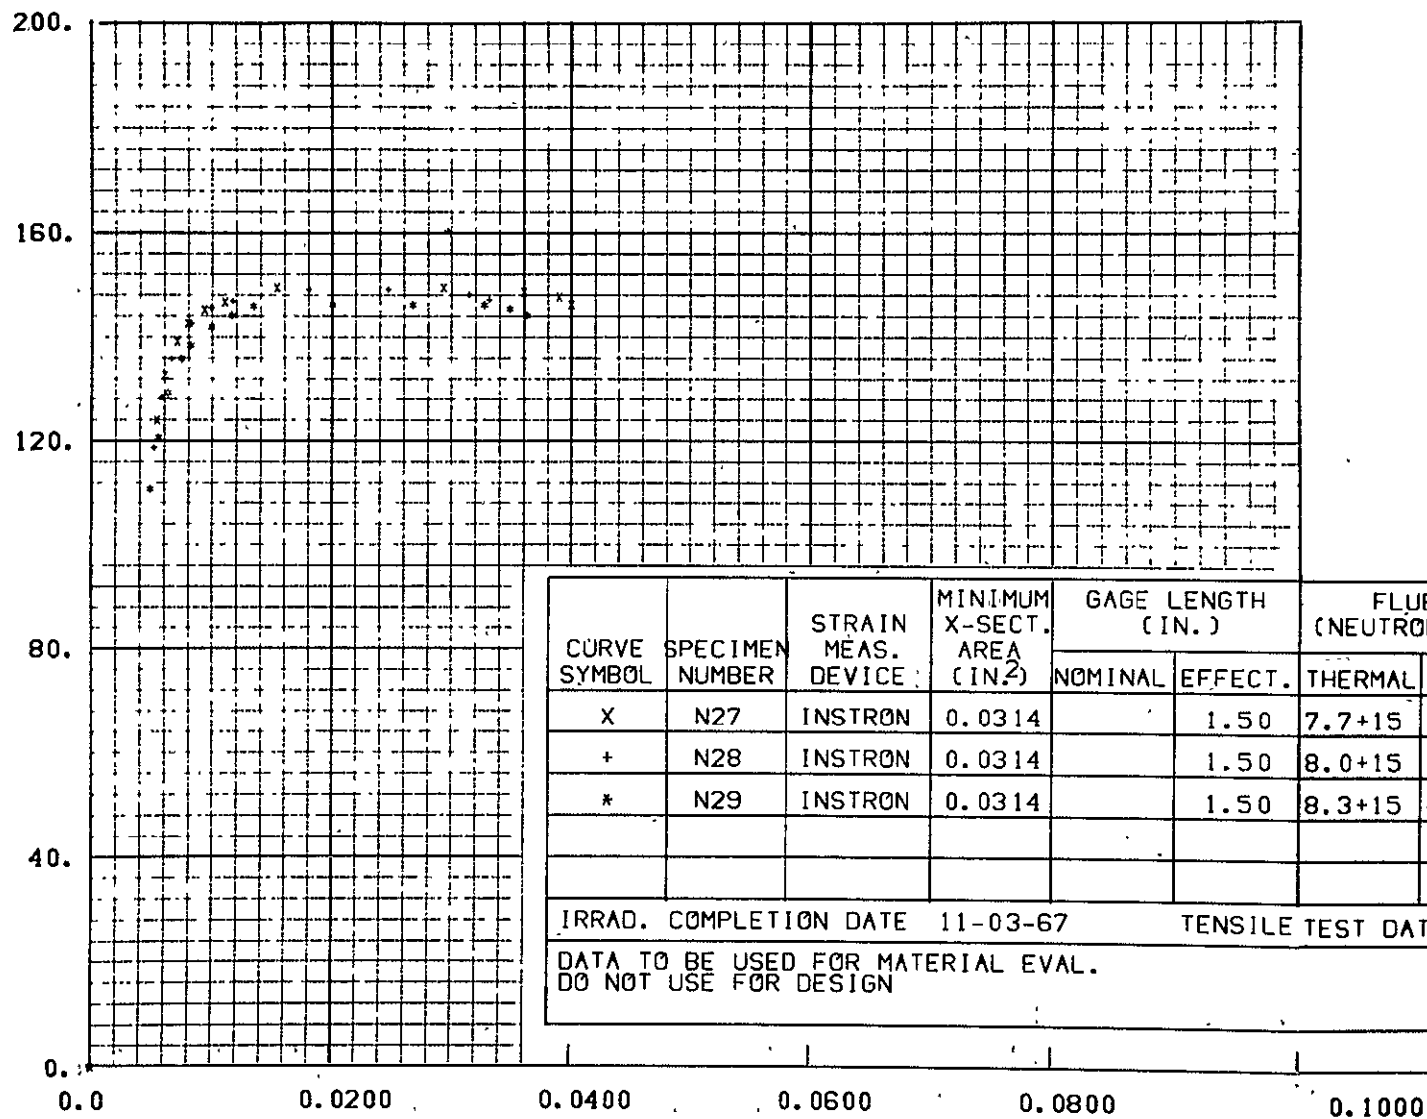 200.
160.
120.
80.
40.
0.
0.0 0.0200 0.0400 0.0600 0.0800 0.1000
CURVE SYMBOL
SPECIMEN NUMBER
STRAIN MEAS. DEVICE
MINIMUM X-SECT. AREA (IN.2)
GAGE LENGTH (IN.)
NOMINAL EFFECT.
THERMAL
X N27 INSTRON 0.0314 1.50 7.7+15
+ N28 INSTRON 0.0314 1.50 8.0+15
* N29 INSTRON 0.0314 1.50 8.3+15
IRRAD. COMPLETION DATE 11-03-67 TENSILE TEST
DATA TO BE USED FOR MATERIAL EVAL.
DO NOT USE FOR DESIGN